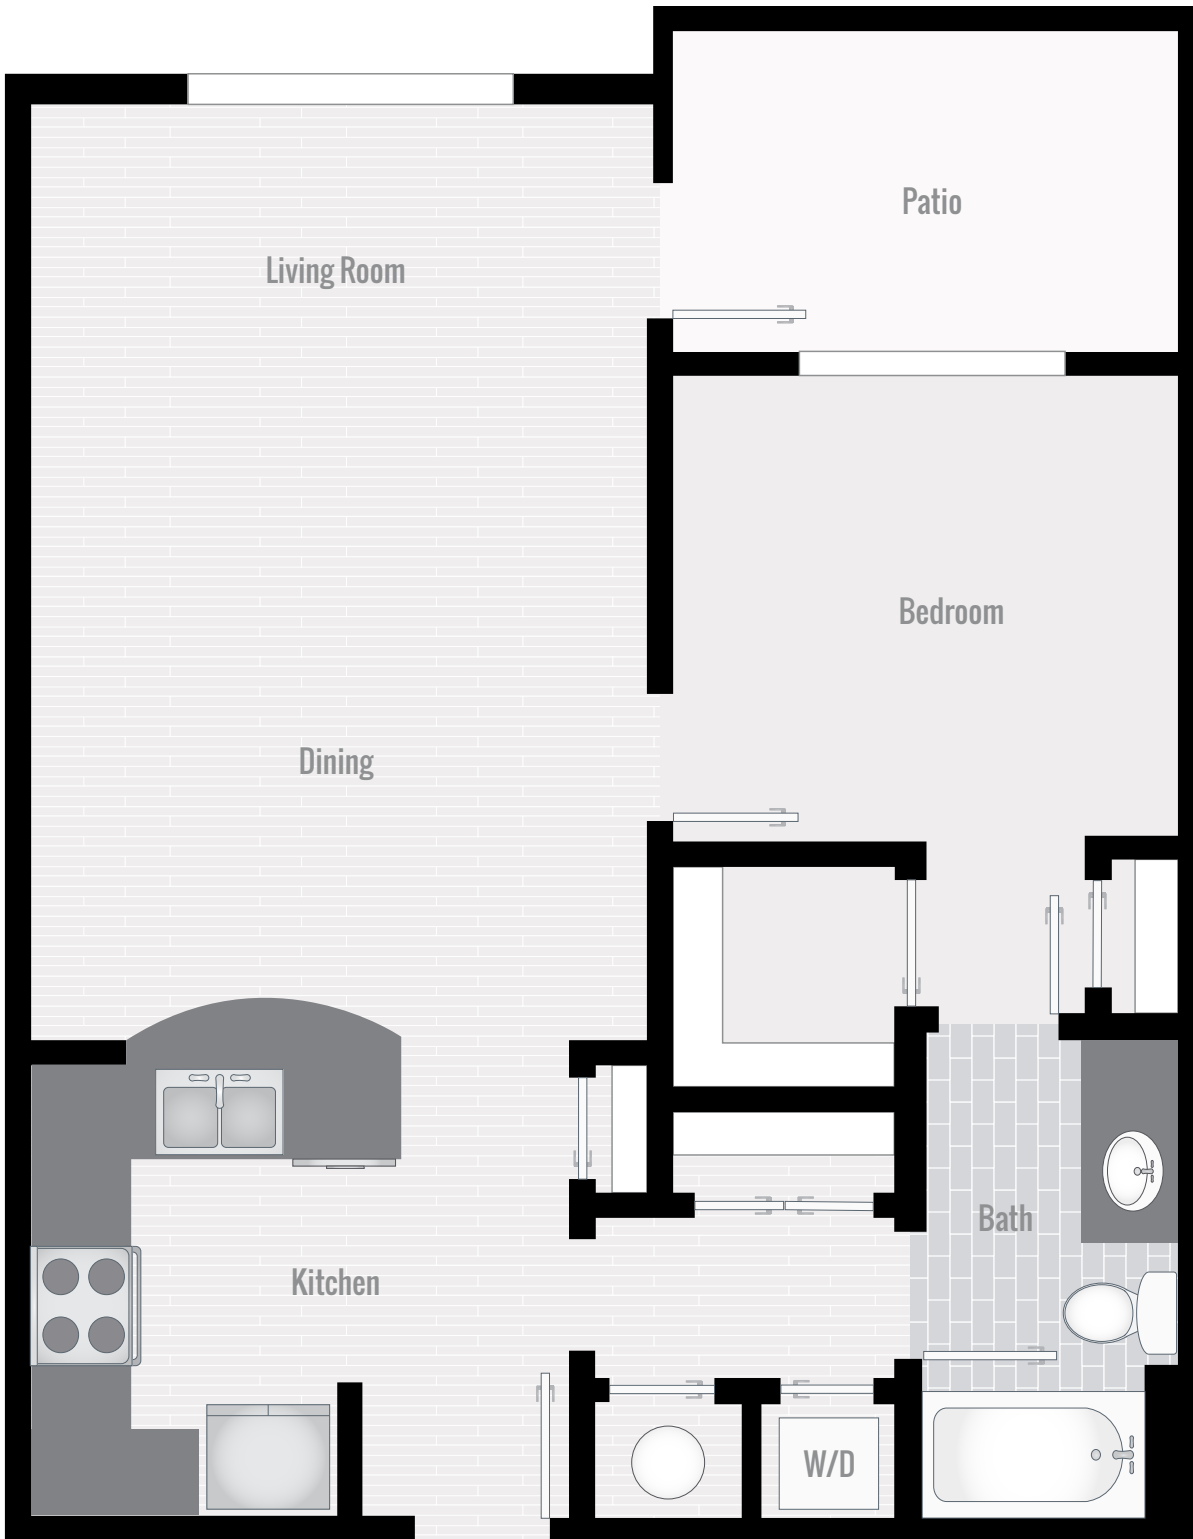 Patio
Living Room
Bedroom
Dining
Bath
Kitchen
W/D